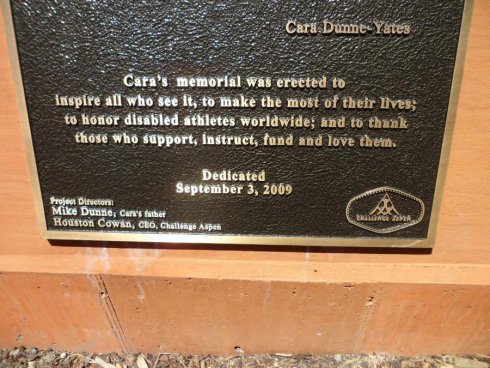 Cara Dunne-Yates
Cara's memorial was erected to
inspire all who see it, to make the most of their lives;
to honor disabled athletes worldwide; and to thank
those who support, instruct, fund and love them.
Dedicated
September 3, 2009
Project Directors:
Mike Dunne, Cara's father
Houston Cowan, CEO, Challenge Aspen
CHALLENGE ASPEN